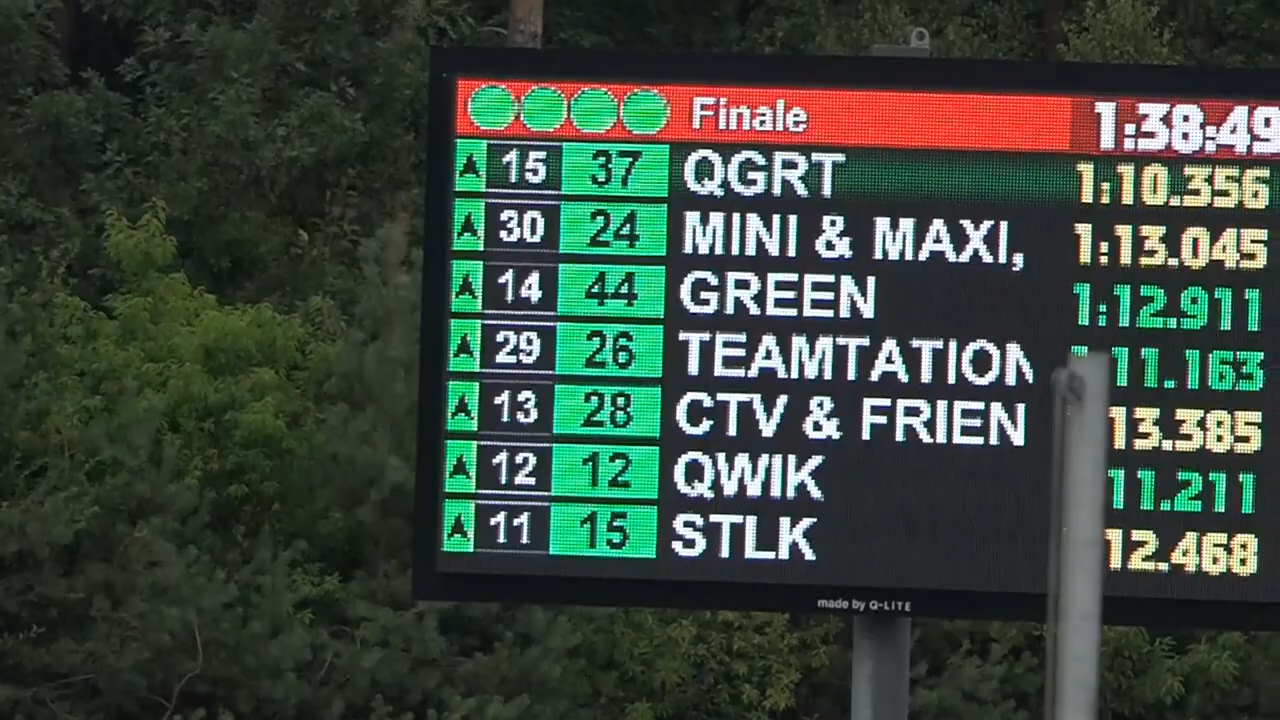 Finale 1:38:49
15 37 QGRT 1:10.356
30 24 MINI & MAXI, 1:13.045
14 44 GREEN 1:12.911
29 26 TEAMTATION 11.163
13 28 CTV & FRIEN 13.385
12 12 QWIK 11.211
11 15 STLK 12.468
made by Q-LITE